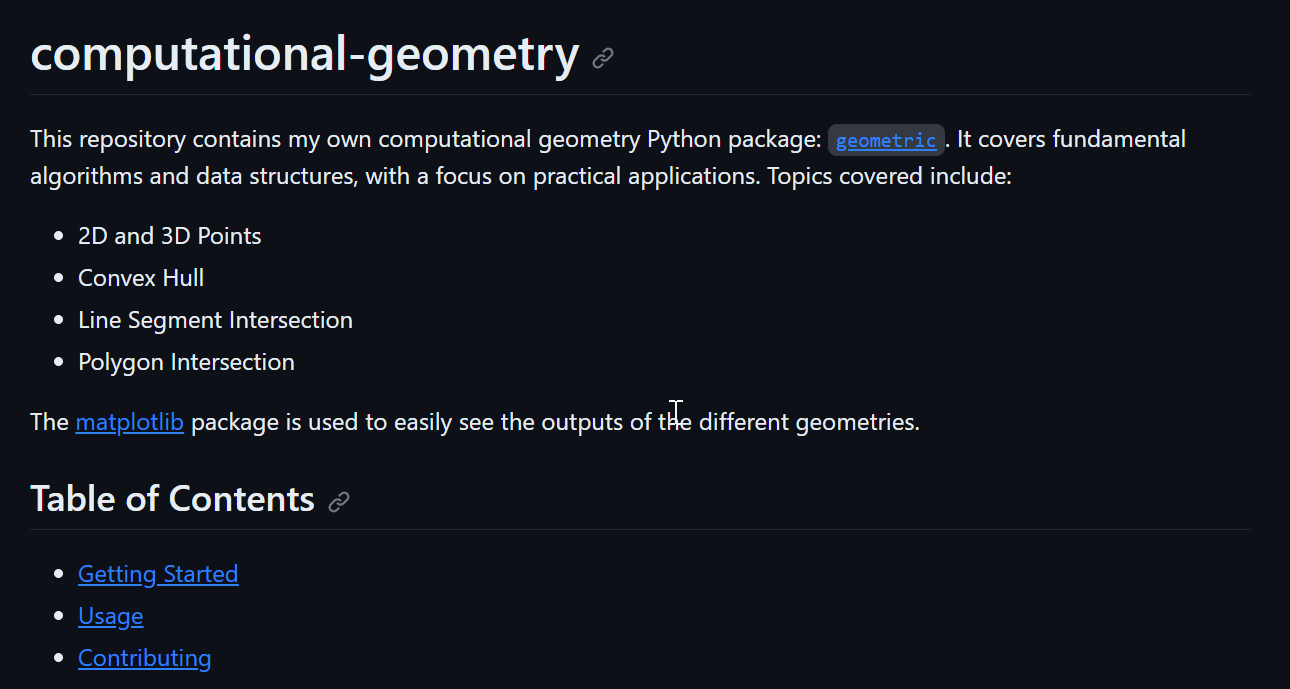 computational-geometry
This repository contains my own computational geometry Python package: geometric. It covers fundamental
algorithms and data structures, with a focus on practical applications. Topics covered include:
2D and 3D Points
Convex Hull
Line Segment Intersection
Polygon Intersection
The matplotlib package is used to easily see the outputs of the different geometries.
Table of Contents
Getting Started
Usage
Contributing